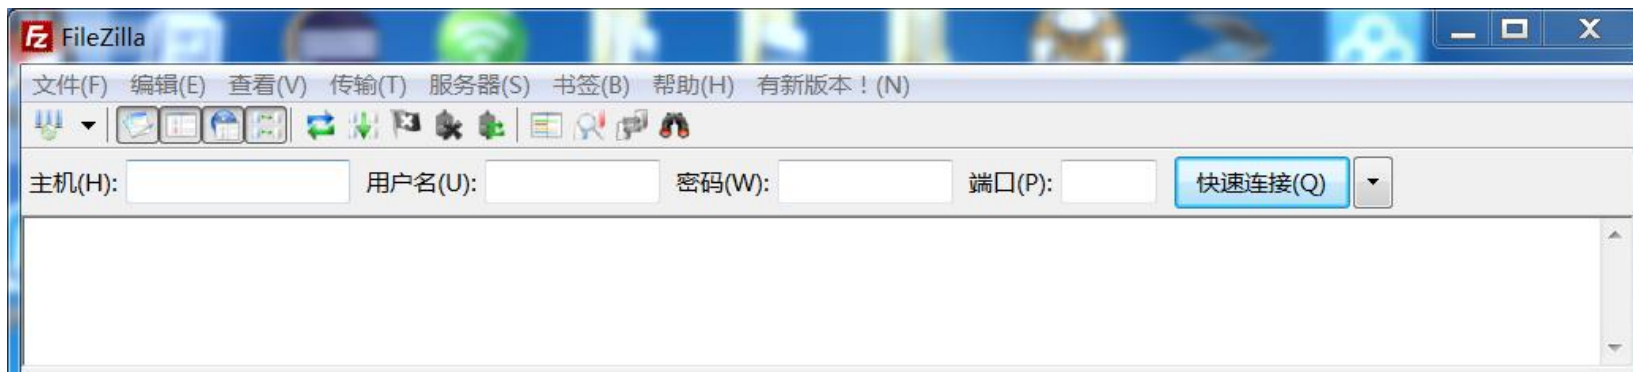 FileZilla
文件(F) 编辑(E) 查看(V) 传输(T) 服务器(S) 书签(B) 帮助(H) 有新版本！(N)
主机(H): 用户名(U): 密码(W): 端口(P): 快速连接(Q)